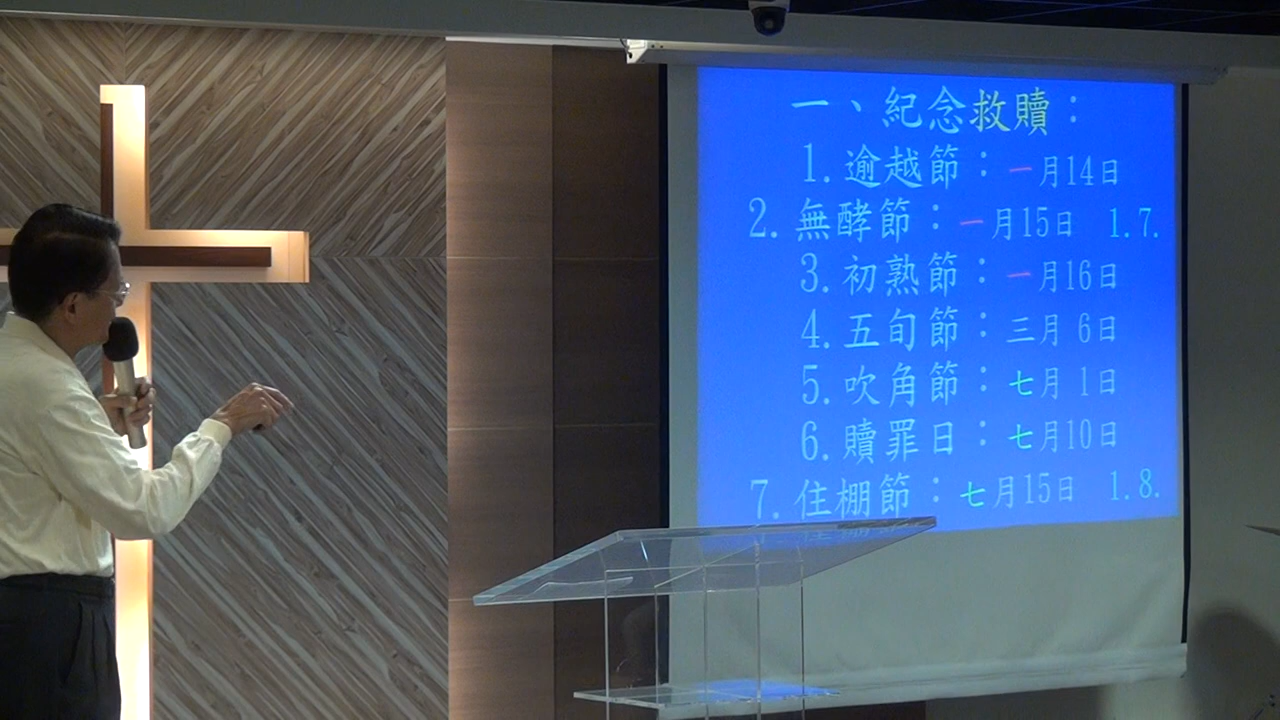 一、紀念救贖：
1.逾越節：一月14日
2.無酵節：一月15日 1.7.
3.初熟節：一月16日
4.五旬節：三月 6日
5.吹角節：七月 1日
6.贖罪日：七月10日
7.住棚節：七月15日 1.8.